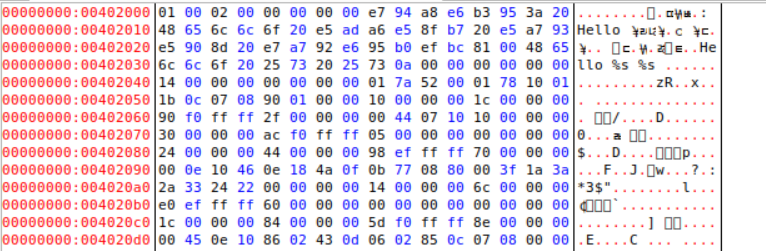 00000000:00402000 01 00 02 00 00 00 00 00 e7 94 a8 e6 b3 95 3a 20
00000000:00402010 48 65 6c 6c 6f 20 e5 ad a6 e5 8f b7 20 e5 a7 93 Hello
00000000:00402020 e5 90 8d 20 e7 a7 92 e6 95 b0 ef bc 81 00 48 65 ..He
00000000:00402030 6c 6c 6f 20 25 73 20 25 73 0a 00 00 00 00 00 00 llo %s %s .......
00000000:00402040 14 00 00 00 00 00 00 00 01 7a 52 00 01 78 10 01 .........zR..x..
00000000:00402050 1b 0c 07 08 90 01 00 00 10 00 00 00 1c 00 00 00
00000000:00402060 90 f0 ff ff 2f 00 00 00 00 44 07 10 10 00 00 00 /....D.......
00000000:00402070 30 00 00 00 ac f0 ff ff 05 00 00 00 00 00 00 00 0...
00000000:00402080 24 00 00 00 44 00 00 00 98 ef ff ff 70 00 00 00 $...D... p...
00000000:00402090 00 0e 10 46 0e 18 4a 0f 0b 77 08 80 00 3f 1a 3a ...F..J. w...?.:
00000000:004020a0 2a 33 24 22 00 00 00 00 14 00 00 00 6c 00 00 00 *3$"........l...
00000000:004020b0 e0 ef ff ff 60 00 00 00 00 00 00 00 00 00 00 00 `...........
00000000:004020c0 1c 00 00 00 84 00 00 00 5d f0 ff ff 8e 00 00 00 ........]
00000000:004020d0 00 45 0e 10 86 02 43 0d 06 02 85 0c 07 08 00 00 .E....C.........